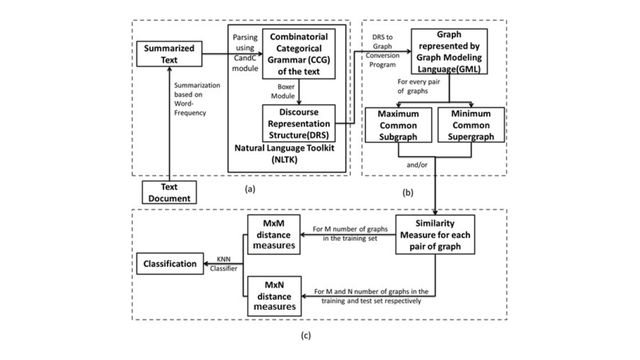 Summarized
Text
Parsing
using
CandC
module
Combinatorial
Categorical
Grammar (CCG)
of the text
Boxer
Module
Discourse
Representation
Structure(DRS)
Natural Language Toolkit
(NLTK)
Summarization
based on
Word-
Frequency
Text
Document
(a)
DRS to
Graph
Conversion
Program
Graph
represented by
Graph Modeling
Language(GML)
For every pair
of graphs
Maximum
Common
Subgraph
Minimum
Common
Supergraph
and/or
(b)
Similarity
Measure for each
pair of graph
For M number of graphs
in the training set
MxM
distance
measures
For M and N number of graphs in the
training and test set respectively
MxN
distance
measures
KNN
Classifier
Classification
(c)